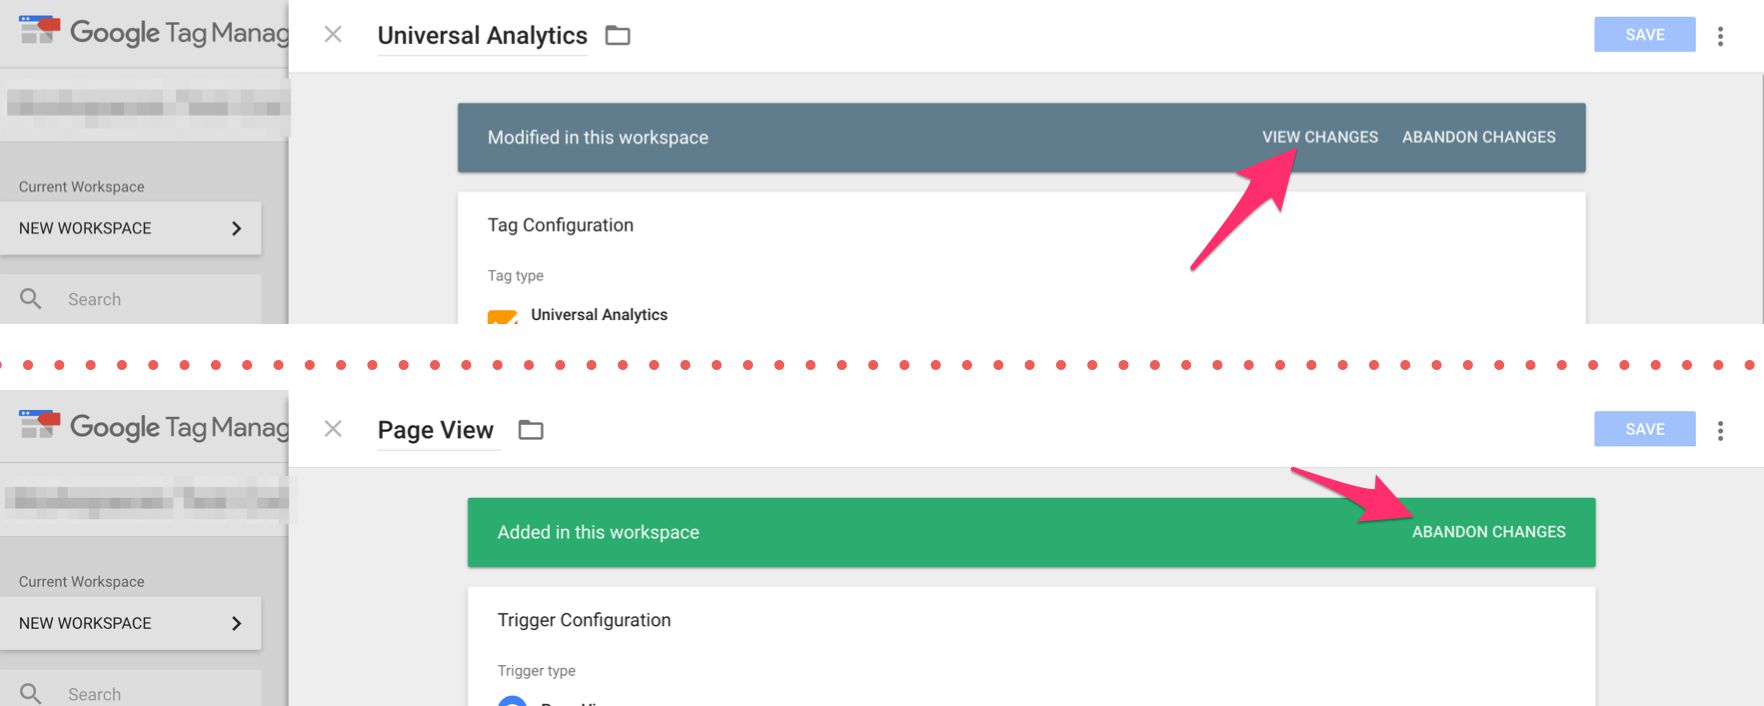 Google Tag Manag
Universal Analytics
SAVE
Modified in this workspace
VIEW CHANGES
ABANDON CHANGES
Current Workspace
NEW WORKSPACE
Search
Tag Configuration
Tag type
Universal Analytics
Google Tag Manag
Page View
SAVE
Added in this workspace
ABANDON CHANGES
Current Workspace
NEW WORKSPACE
Search
Trigger Configuration
Trigger type